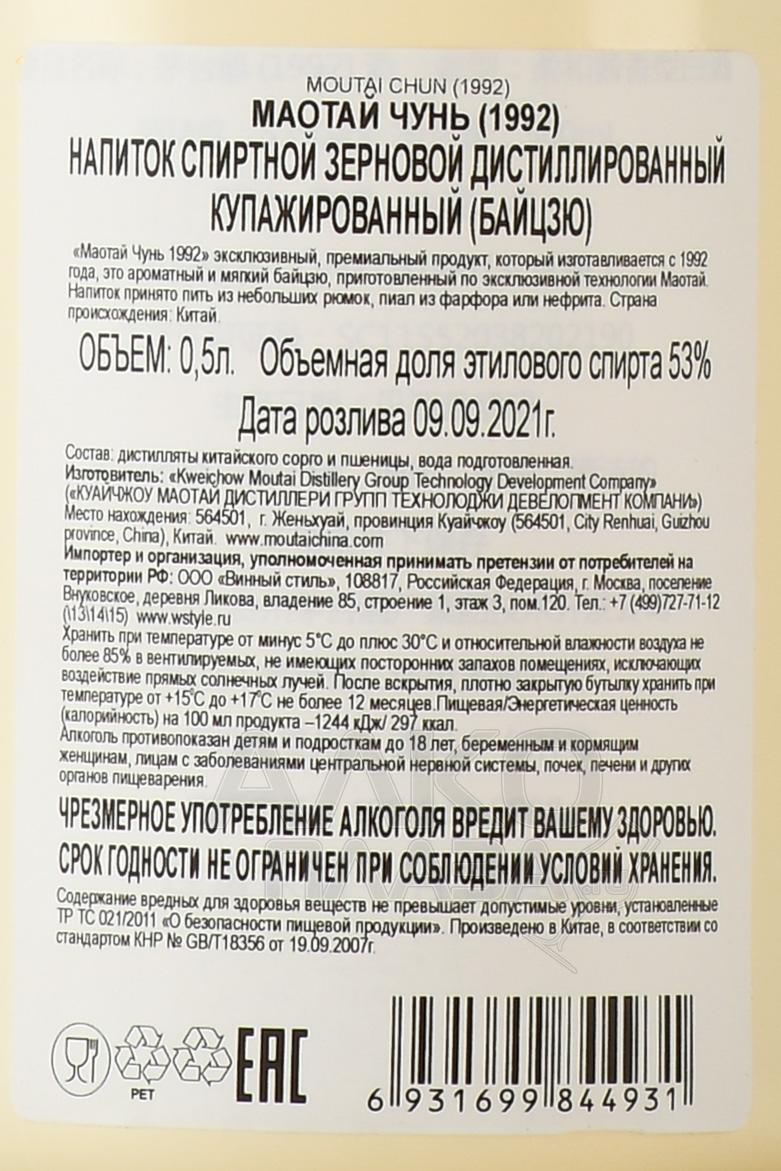 MOUTAI CHUN (1992)
МАОТАЙ ЧУНЬ (1992)
НАПИТОК СПИРТНОЙ ЗЕРНОВОЙ ДИСТИЛЛИРОВАННЫЙ
КУПАЖИРОВАННЫЙ (БАЙЦЗЮ)
«Маотай Чунь 1992» эксклюзивный, премиальный продукт, который изготавливается с 1992
года, это ароматный и мягкий байцзю, приготовленный по эксклюзивной технологии Маотай.
Напиток принято пить из небольших рюмок, пиал из фарфора или нефрита. Страна
происхождения: Китай.
ОБЪЕМ: 0,5л. Объемная доля этилового спирта 53%
Дата розлива 09.09.2021г.
Состав: дистилляты китайского сорго и пшеницы, вода подготовленная.
Изготовитель: «Kweichow Moutai Distillery Group Technology Development Company»
(«КУАЙЧЖОУ МАОТАЙ ДИСТИЛЛЕРИ ГРУПП ТЕХНОЛОДЖИ ДЕВЕЛОПМЕНТ КОМПАНИ»)
Место нахождения: 564501, г. Женьхуай, провинция Куайчжоу (564501, City Renhuai, Guizhou
province, China), Китай. www.moutaichina.com
Импортер и организация, уполномоченная принимать претензии от потребителей на
территории РФ: ООО «Винный стиль», 108817, Российская Федерация, г. Москва, поселение
Внуковское, деревня Ликова, владение 85, строение 1, этаж 3, пом.120. Тел.: +7 (499)727-71-12
(\13\14\15) www.wstyle.ru
Хранить при температуре от минус 5°С до плюс 30°С и относительной влажности воздуха не
более 85% в вентилируемых, не имеющих посторонних запахов помещениях, исключающих
воздействие прямых солнечных лучей. После вскрытия, плотно закрытую бутылку хранить при
температуре от +15°С до +17°С не более 12 месяцев.Пищевая/Энергетическая ценность
(калорийность) на 100 мл продукта –1244 кДж/ 297 ккал.
Алкоголь противопоказан детям и подросткам до 18 лет, беременным и кормящим
женщинам, лицам с заболеваниями центральной нервной системы, почек, печени и других
органов пищеварения.
ЧРЕЗМЕРНОЕ УПОТРЕБЛЕНИЕ АЛКОГОЛЯ ВРЕДИТ ВАШЕМУ ЗДОРОВЬЮ.
СРОК ГОДНОСТИ НЕ ОГРАНИЧЕН ПРИ СОБЛЮДЕНИИ УСЛОВИЙ ХРАНЕНИЯ.
Содержание вредных для здоровья веществ не превышает допустимые уровни, установленные
ТР ТС 021/2011 «О безопасности пищевой продукции». Произведено в Китае, в соответствии со
стандартом КНР № GB/T18356 от 19.09.2007г.
PET
EAC
6 931699 844931